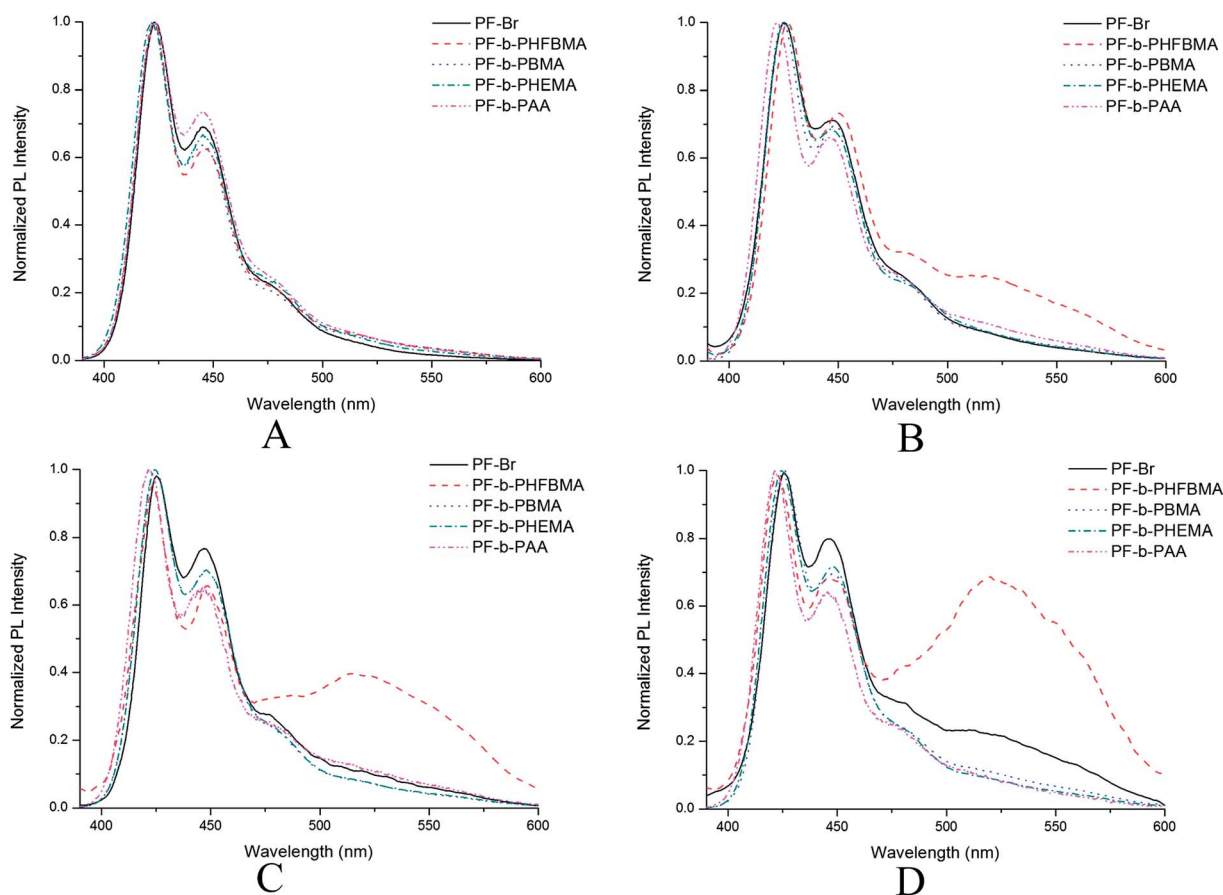 PF-Br
PF-b-PHFBMA
PF-b-PBMA
PF-b-PHEMA
PF-b-PAA
Normalized PL Intensity
1.0
0.8
0.6
0.4
0.2
0.0
400 450 500 550 600
Wavelength (nm)
A
PF-Br
PF-b-PHFBMA
PF-b-PBMA
PF-b-PHEMA
PF-b-PAA
Normalized PL Intensity
1.0
0.8
0.6
0.4
0.2
0.0
400 450 500 550 600
Wavelength (nm)
B
PF-Br
PF-b-PHFBMA
PF-b-PBMA
PF-b-PHEMA
PF-b-PAA
Normalized PL Intensity
1.0
0.8
0.6
0.4
0.2
0.0
400 450 500 550 600
Wavelength (nm)
C
PF-Br
PF-b-PHFBMA
PF-b-PBMA
PF-b-PHEMA
PF-b-PAA
Normalized PL Intensity
1.0
0.8
0.6
0.4
0.2
0.0
400 450 500 550 600
Wavelength (nm)
D